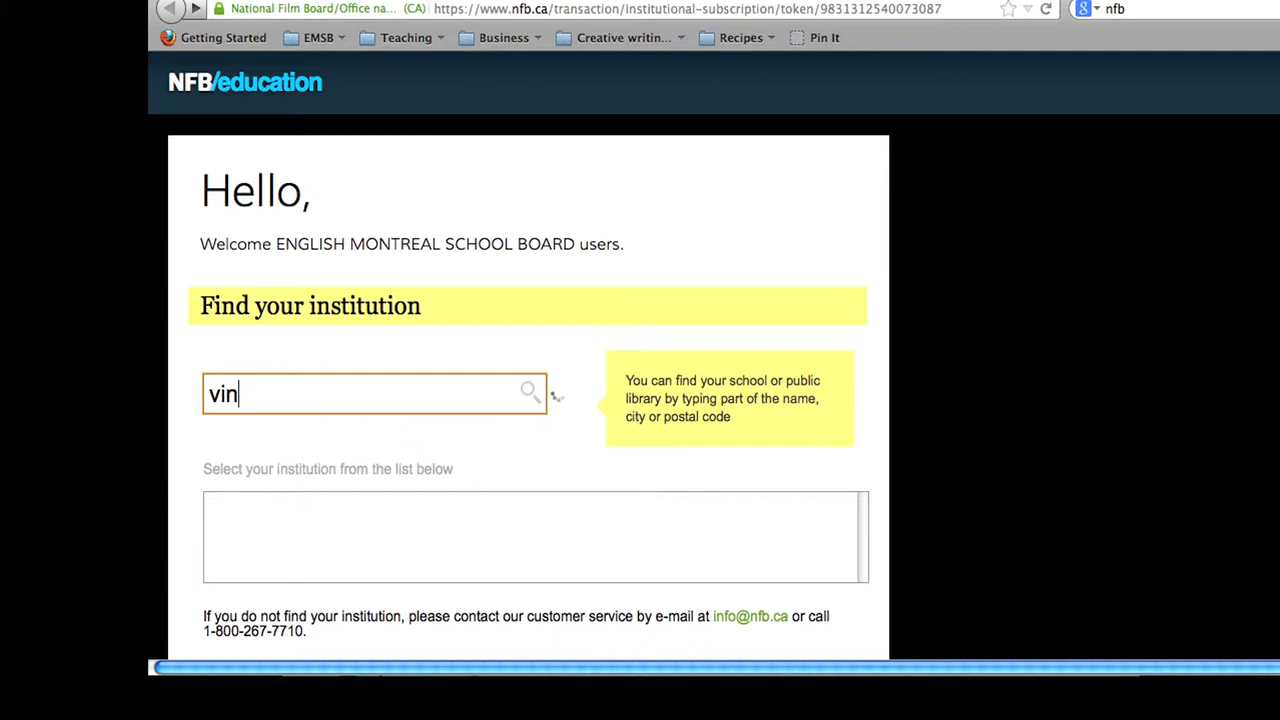 National Film Board/Office na... (CA) https://www.nfb.ca/transaction/institutional-subscription/token/9831312540073087 nfb
Getting Started EMSB Teaching Business Creative writin... Recipes Pin It
NFB/education
Hello,
Welcome ENGLISH MONTREAL SCHOOL BOARD users.
Find your institution
vin
You can find your school or public
library by typing part of the name,
city or postal code
Select your institution from the list below
If you do not find your institution, please contact our customer service by e-mail at info@nfb.ca or call
1-800-267-7710.